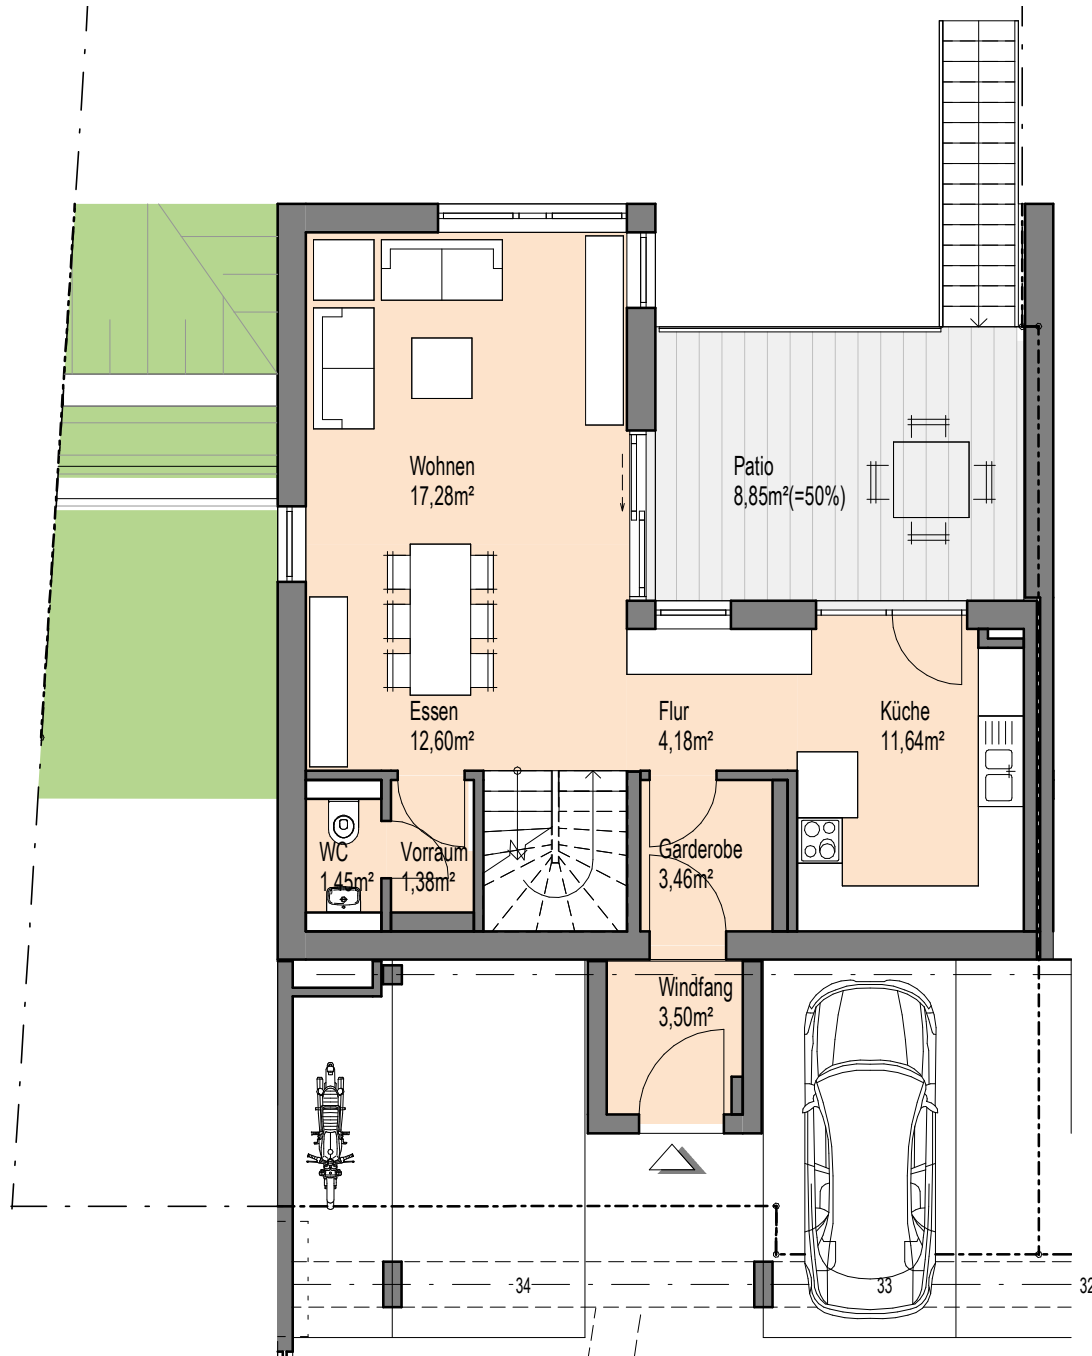 Wohnen
17,28m²
Patio
8,85m²(=50%)
Essen
12,60m²
Flur
4,18m²
Küche
11,64m²
WC
1,45m²
Vorraum
1,38m²
Garderobe
3,46m²
Windfang
3,50m²
34
33
32